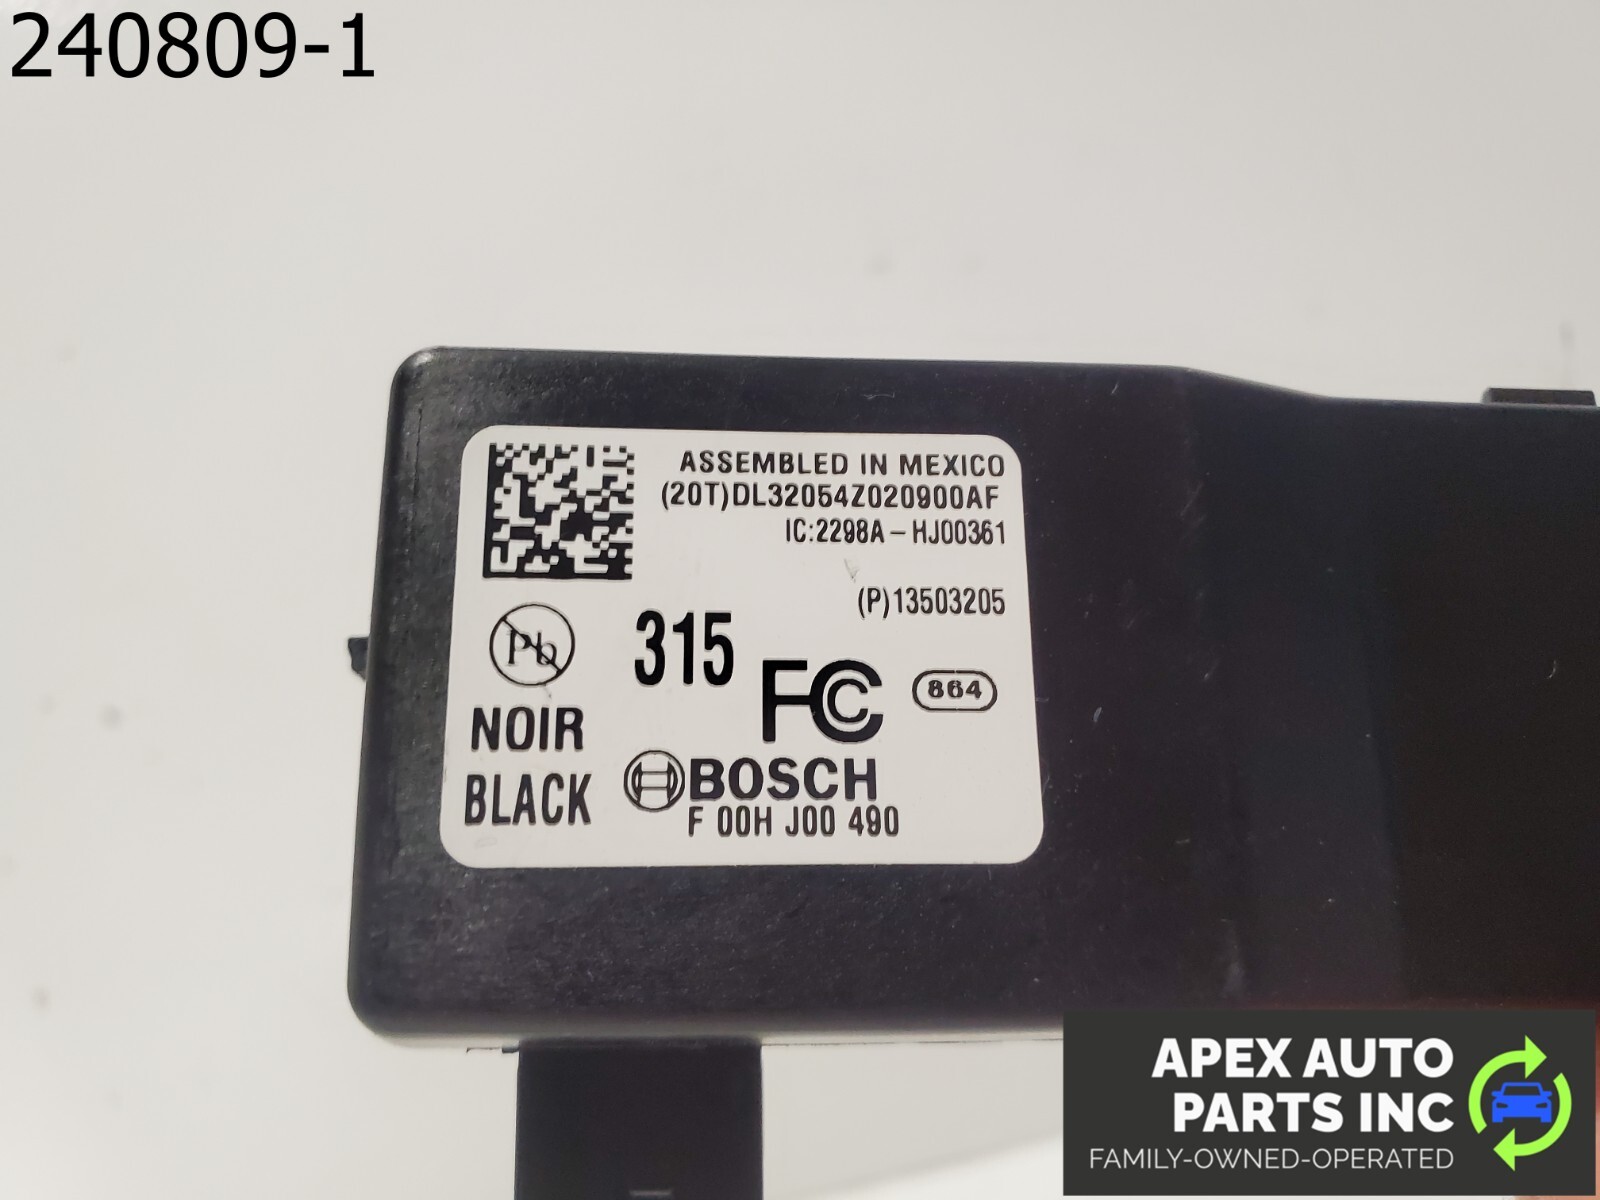 240809-1
ASSEMBLED IN MEXICO
(20T)DL32054Z020900AF
IC:2298A-HJ00361
(P)13503205
Pb
315
FC
864
NOIR
BLACK
BOSCH
F 00H J00 490
APEX AUTO
PARTS INC
FAMILY-OWNED-OPERATED